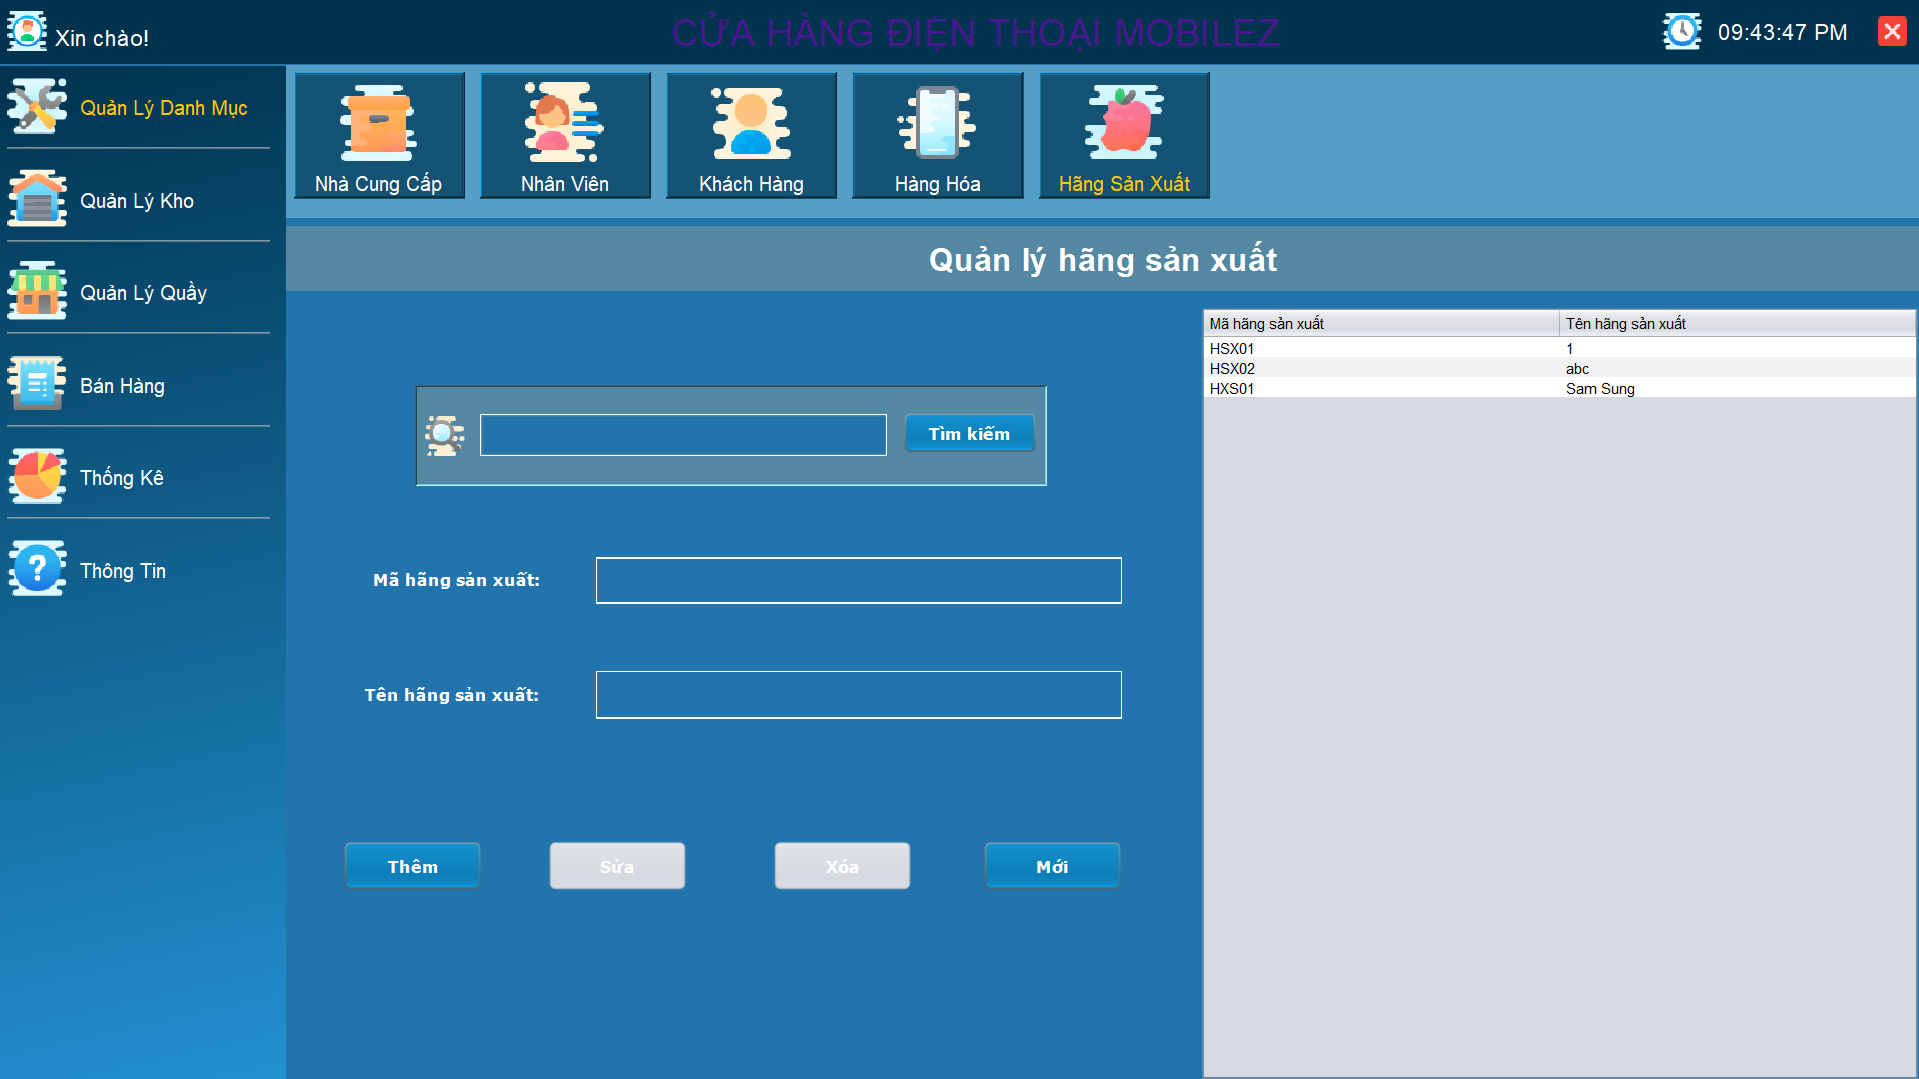 Xin chào!
CỬA HÀNG ĐIỆN THOẠI MOBILEZ
09:43:47 PM
Quản Lý Danh Mục
Quản Lý Kho
Quản Lý Quầy
Bán Hàng
Thống Kê
Thông Tin
Nhà Cung Cấp
Nhân Viên
Khách Hàng
Hàng Hóa
Hãng Sản Xuất
Quản lý hãng sản xuất
Tìm kiếm
Mã hãng sản xuất:
Tên hãng sản xuất:
Thêm
Sửa
Xóa
Mới
Mã hãng sản xuất Tên hãng sản xuất
HSX01 1
HSX02 abc
HXS01 Sam Sung